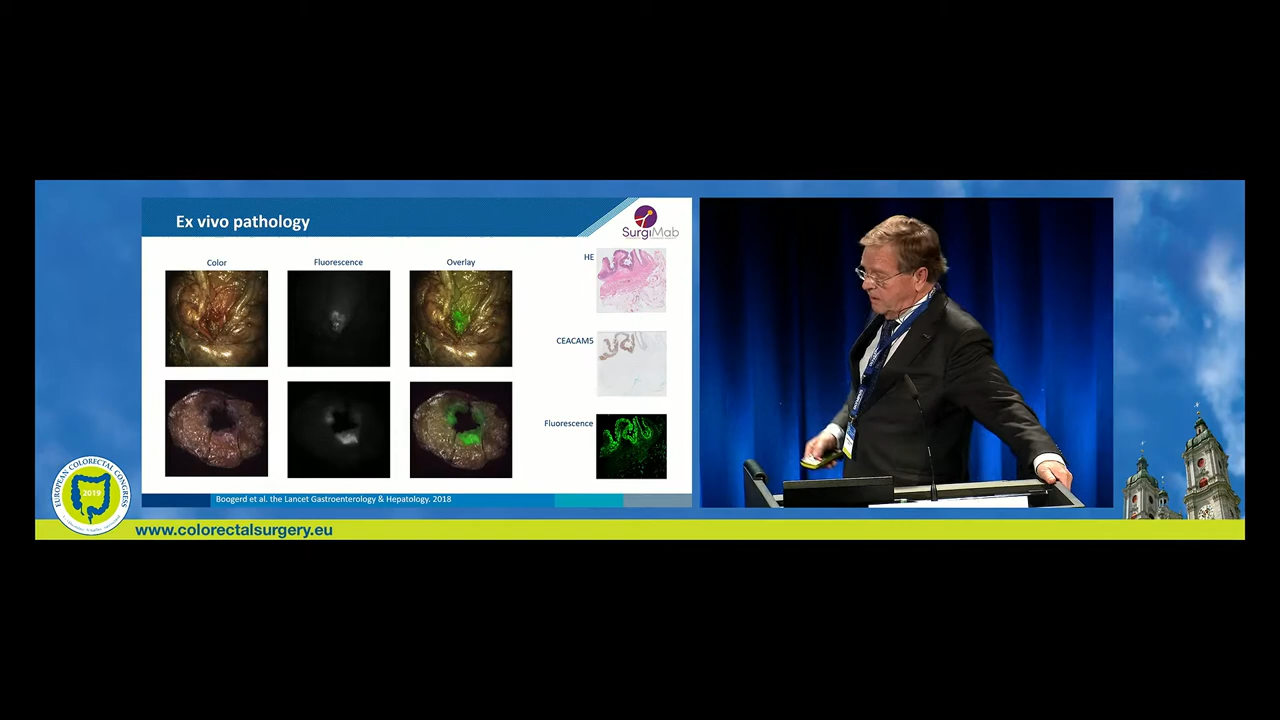 Ex vivo pathology
SurgiMab
Color
Fluorescence
Overlay
HE
CEACAM5
Fluorescence
Boogerd et al. the Lancet Gastroenterology & Hepatology. 2018
EUROPEAN COLORECTAL CONGRESS
2019
www.colorectalsurgery.eu